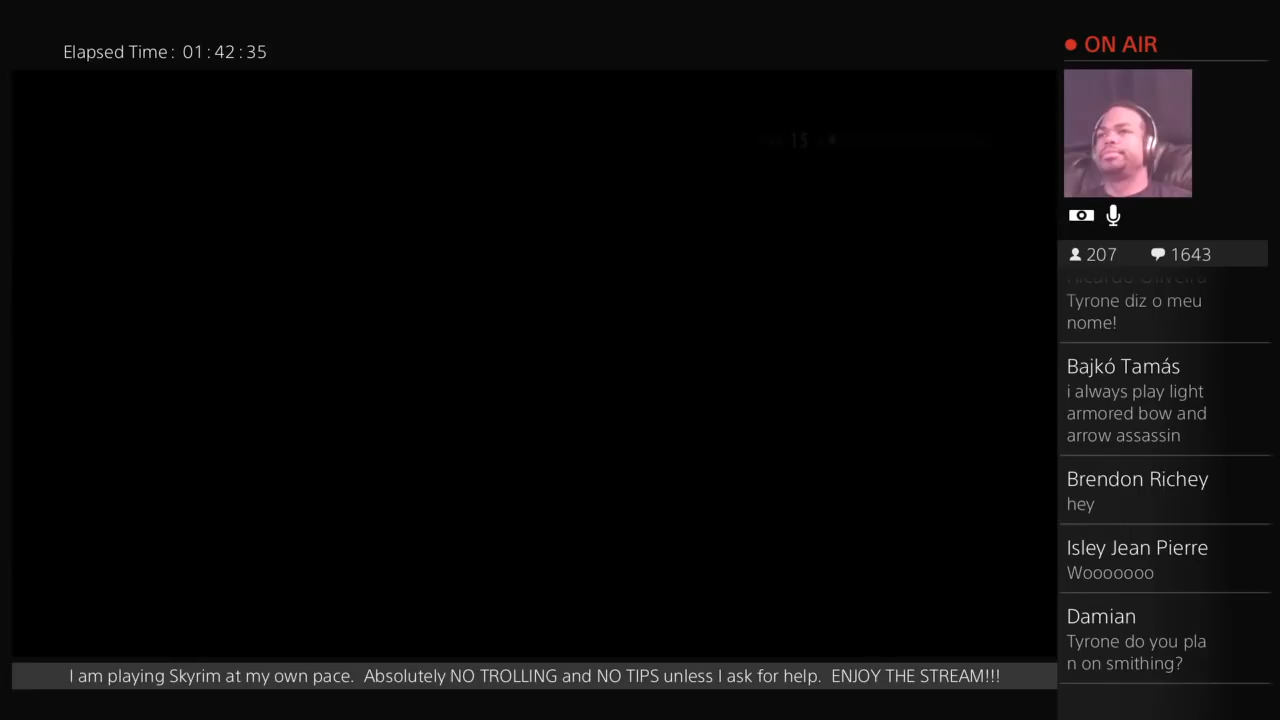 Elapsed Time: 01:42:35
ON AIR
15
207 1643
Ricardo Oliveira
Tyrone diz o meu
nome!
Bajkó Tamás
i always play light
armored bow and
arrow assassin
Brendon Richey
hey
Isley Jean Pierre
Wooooooo
Damian
Tyrone do you pla
n on smithing?
I am playing Skyrim at my own pace. Absolutely NO TROLLING and NO TIPS unless I ask for help. ENJOY THE STREAM!!!